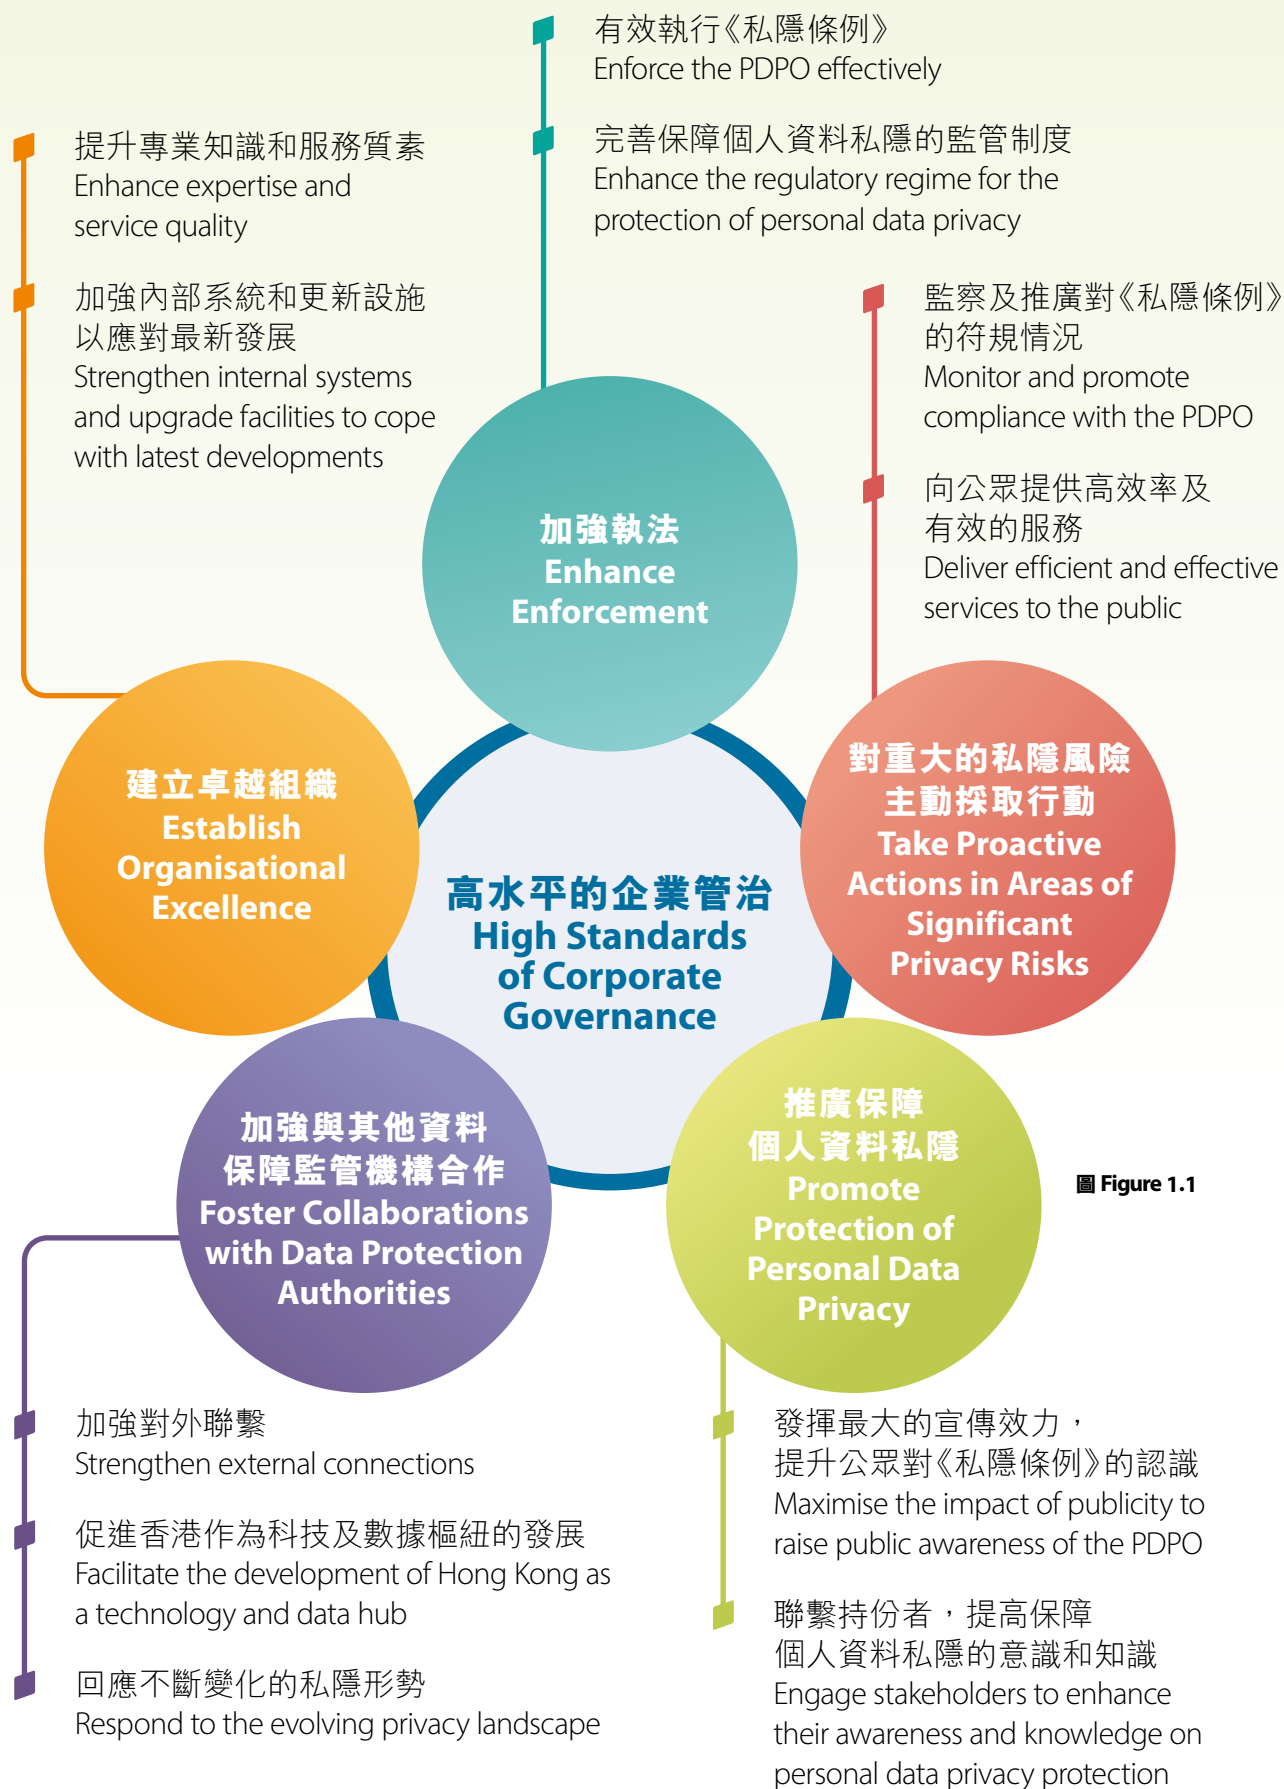 有效執行《私隱條例》
Enforce the PDPO effectively
完善保障個人資料私隱的監管制度
Enhance the regulatory regime for the
protection of personal data privacy
提升專業知識和服務質素
Enhance expertise and
service quality
加強內部系統和更新設施
以應對最新發展
Strengthen internal systems
and upgrade facilities to cope
with latest developments
監察及推廣對《私隱條例》
的符規情況
Monitor and promote
compliance with the PDPO
向公眾提供高效率及
有效的服務
Deliver efficient and effective
services to the public
加強執法
Enhance
Enforcement
建立卓越組織
Establish
Organisational
Excellence
對重大的私隱風險
主動採取行動
Take Proactive
Actions in Areas of
Significant
Privacy Risks
高水平的企業管治
High Standards
of Corporate
Governance
加強與其他資料
保障監管機構合作
Foster Collaborations
with Data Protection
Authorities
推廣保障
個人資料私隱
Promote
Protection of
Personal Data
Privacy
圖 Figure 1.1
加強對外聯繫
Strengthen external connections
促進香港作為科技及數據樞紐的發展
Facilitate the development of Hong Kong as
a technology and data hub
回應不斷變化的私隱形勢
Respond to the evolving privacy landscape
發揮最大的宣傳效力，
提升公眾對《私隱條例》的認識
Maximise the impact of publicity to
raise public awareness of the PDPO
聯繫持份者，提高保障
個人資料私隱的意識和知識
Engage stakeholders to enhance
their awareness and knowledge on
personal data privacy protection